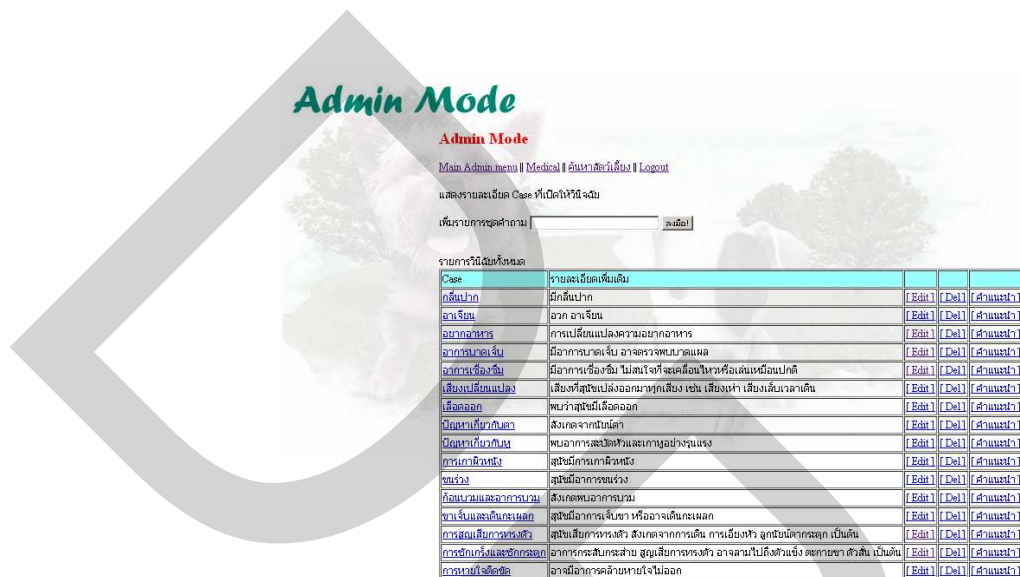 Admin Mode
Admin Mode
Main Admin menu || Medical || ค้นหาสัตว์เลี้ยง || Logout
แสดงรายละเอียด Case ที่เปิดให้วินิจฉัย
เพิ่มรายการชุดคำถาม ลงมือ!
รายการวินิฉัยทั้งหมด
Case รายละเอียดเพิ่มเติม
กลิ่นปาก มีกลิ่นปาก [ Edit ] [ Del ] [ คำแนะนำ ]
อาเจียน อวก อาเจียน [ Edit ] [ Del ] [ คำแนะนำ ]
อยากอาหาร การเปลี่ยนแปลงความอยากอาหาร [ Edit ] [ Del ] [ คำแนะนำ ]
อาการบาดเจ็บ มีอาการบาดเจ็บ อาจตรวจพบบาดแผล [ Edit ] [ Del ] [ คำแนะนำ ]
อาการเซื่องซึม มีอาการเซื่องซึม ไม่สนใจที่จะเคลื่อนไหวหรือเล่นเหมือนปกติ [ Edit ] [ Del ] [ คำแนะนำ ]
เสียงเปลี่ยนแปลง เสียงที่สุนัขเปล่งออกมาทุกเสียง เช่น เสียงเห่า เสียงเล็บเวลาเดิน [ Edit ] [ Del ] [ คำแนะนำ ]
เลือดออก พบว่าสุนัขมีเลือดออก [ Edit ] [ Del ] [ คำแนะนำ ]
ปัญหาเกี่ยวกับตา สังเกตจากนัยน์ตา [ Edit ] [ Del ] [ คำแนะนำ ]
ปัญหาเกี่ยวกับหู พบอาการสะบัดหัวและเกาหูอย่างรุนแรง [ Edit ] [ Del ] [ คำแนะนำ ]
การเกาผิวหนัง สุนัขมีการเกาผิวหนัง [ Edit ] [ Del ] [ คำแนะนำ ]
ขนร่วง สุนัขมีอาการขนร่วง [ Edit ] [ Del ] [ คำแนะนำ ]
ก้อนบวมและอาการบวม สังเกตพบอาการบวม [ Edit ] [ Del ] [ คำแนะนำ ]
ขาเจ็บและเดินกะเผลก สุนัขมีอาการเจ็บขา หรืออาจเดินกะเผลก [ Edit ] [ Del ] [ คำแนะนำ ]
การสูญเสียการทรงตัว สุนัขเสียการทรงตัว สังเกตจากการเดิน การเอียงหัว ลูกนัยน์ตากระตุก เป็นต้น [ Edit ] [ Del ] [ คำแนะนำ ]
การชักเกร็งและชักกระตุก อาการกระสับกระส่าย สูญเสียการทรงตัว อาจลามไปถึงตัวแข็ง ตะกายขา ตัวสั่น เป็นต้น [ Edit ] [ Del ] [ คำแนะนำ ]
การหายใจติดขัด อาจมีอาการคล้ายหายใจไม่ออก [ Edit ] [ Del ] [ คำแนะนำ ]